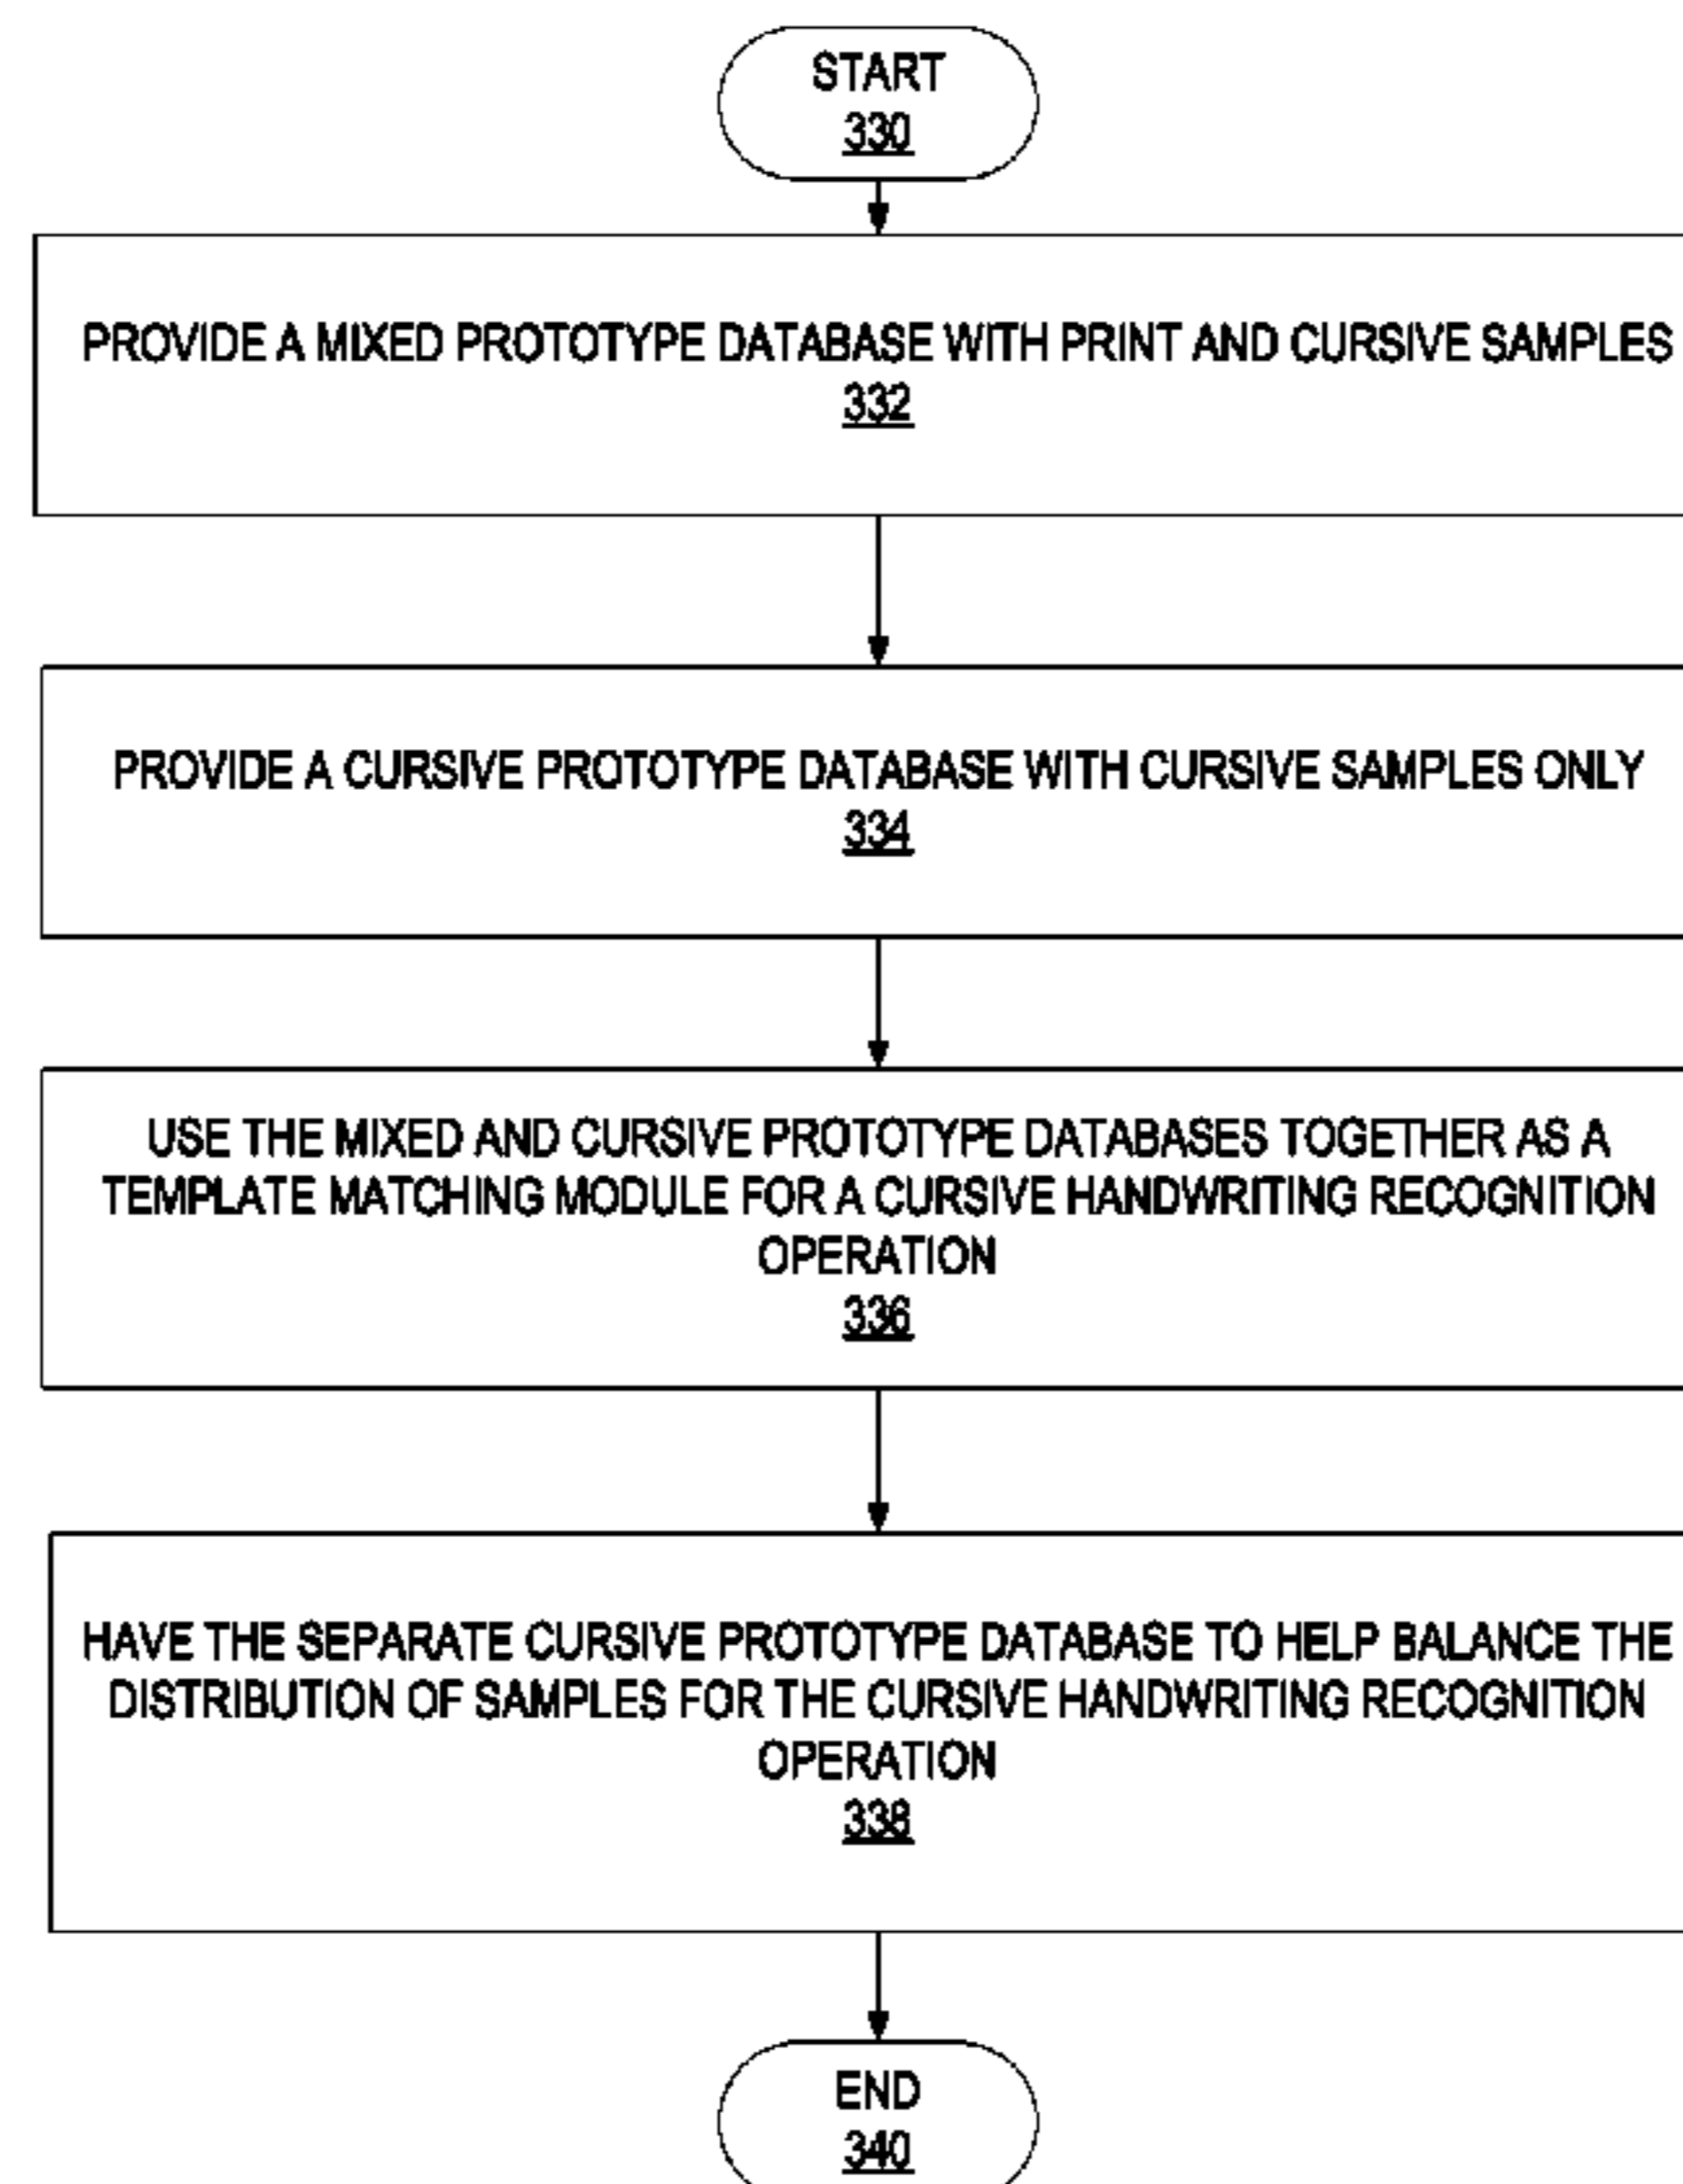 START
330
PROVIDE A MIXED PROTOTYPE DATABASE WITH PRINT AND CURSIVE SAMPLES
332
PROVIDE A CURSIVE PROTOTYPE DATABASE WITH CURSIVE SAMPLES ONLY
334
USE THE MIXED AND CURSIVE PROTOTYPE DATABASES TOGETHER AS A
TEMPLATE MATCHING MODULE FOR A CURSIVE HANDWRITING RECOGNITION
OPERATION
336
HAVE THE SEPARATE CURSIVE PROTOTYPE DATABASE TO HELP BALANCE THE
DISTRIBUTION OF SAMPLES FOR THE CURSIVE HANDWRITING RECOGNITION
OPERATION
338
END
340